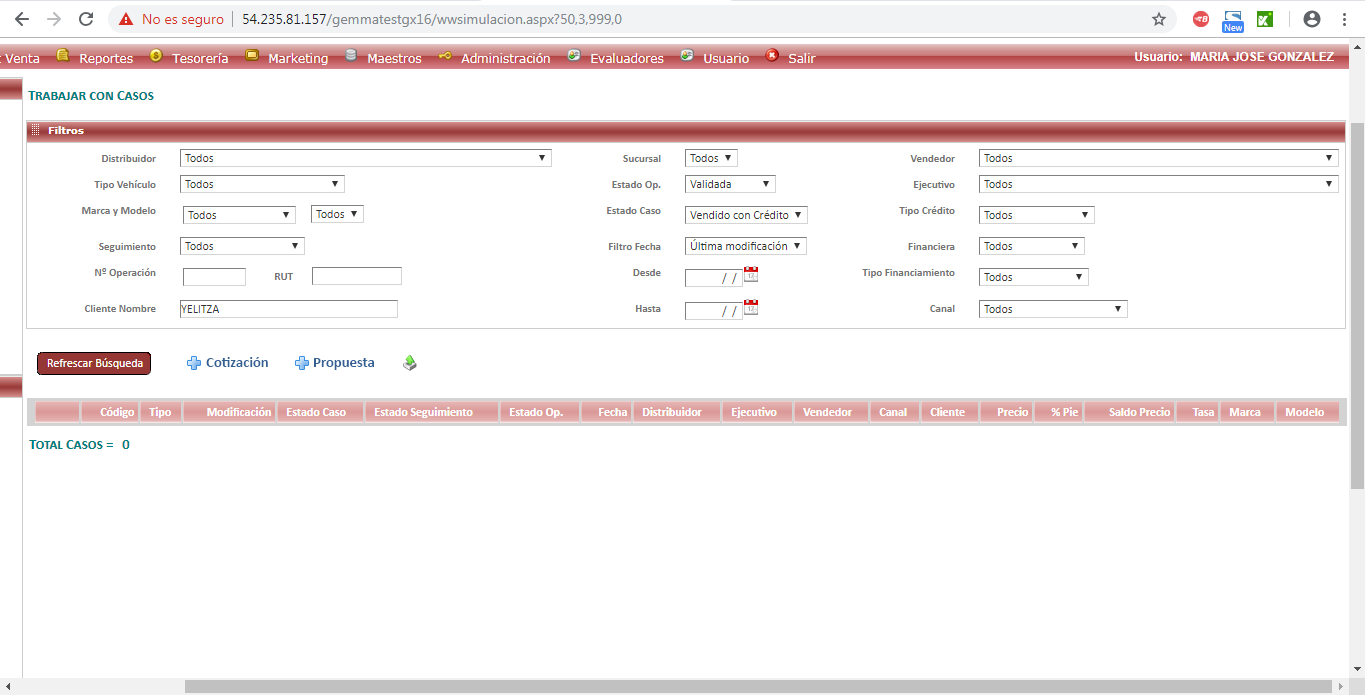 No es seguro 54.235.81.157/gemmatestgx16/wwsimulacion.aspx?50,3,999,0
New
Venta Reportes Tesorería Marketing Maestros Administración Evaluadores Usuario Salir Usuario: MARIA JOSE GONZALEZ
TRABAJAR CON CASOS
Filtros
Distribuidor Todos Sucursal Todos Vendedor Todos
Tipo Vehículo Todos Estado Op. Validada Ejecutivo Todos
Marca y Modelo Todos Todos Estado Caso Vendido con Crédito Tipo Crédito Todos
Seguimiento Todos Filtro Fecha Última modificación Financiera Todos
Nº Operación RUT Desde / / Tipo Financiamiento Todos
Cliente Nombre YELITZA Hasta / / Canal Todos
Refrescar Búsqueda Cotización Propuesta
Código Tipo Modificación Estado Caso Estado Seguimiento Estado Op. Fecha Distribuidor Ejecutivo Vendedor Canal Cliente Precio % Pie Saldo Precio Tasa Marca Modelo
TOTAL CASOS = 0